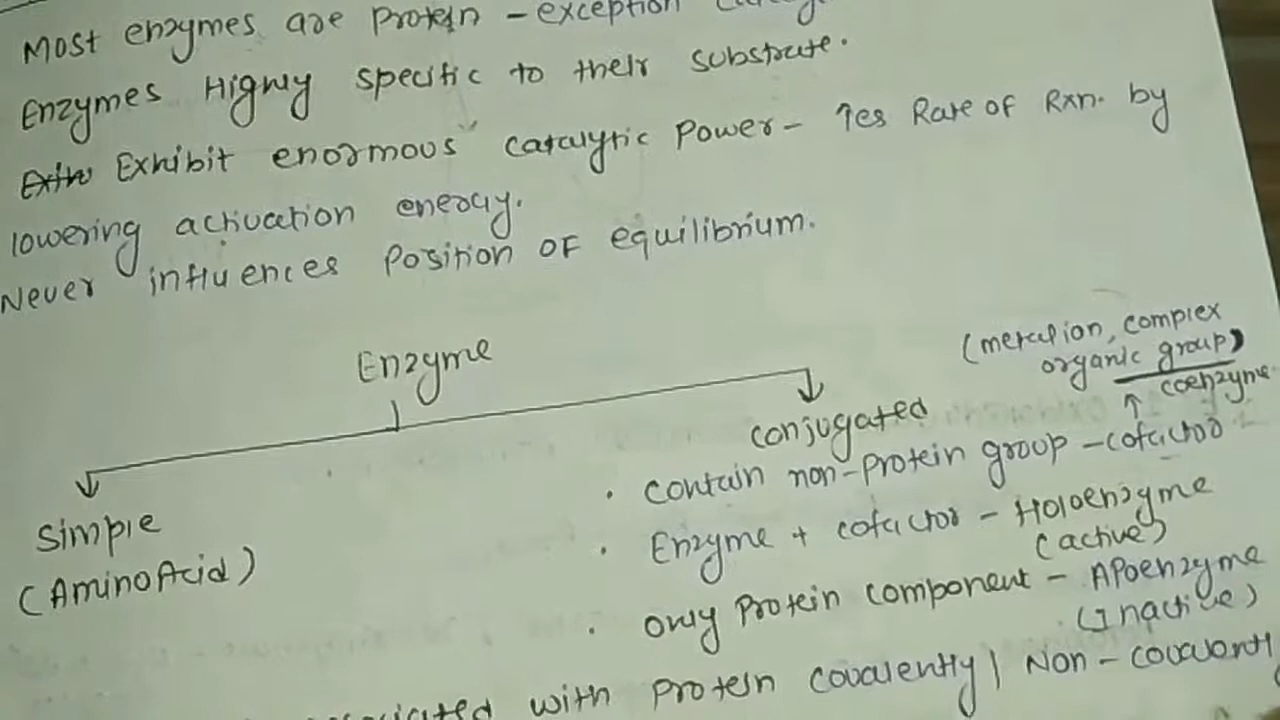 Most enzymes are Protein - exception
Enzymes Highly specific to their substrate.
Exhibit enormous catalytic Power - ↑es Rate of Rxn. by
lowering activation energy.
Never influences Position of equilibrium.
Enzyme
(metal ion, complex
organic group)
coenzyme
↑
conjugated
• contain non-protein group - cofactor
Simple
(Amino Acid)
• Enzyme + cofactor - Holoenzyme
(active)
• only Protein component - APoenzyme
(Inactive)
with Protein covalently | Non-covalently